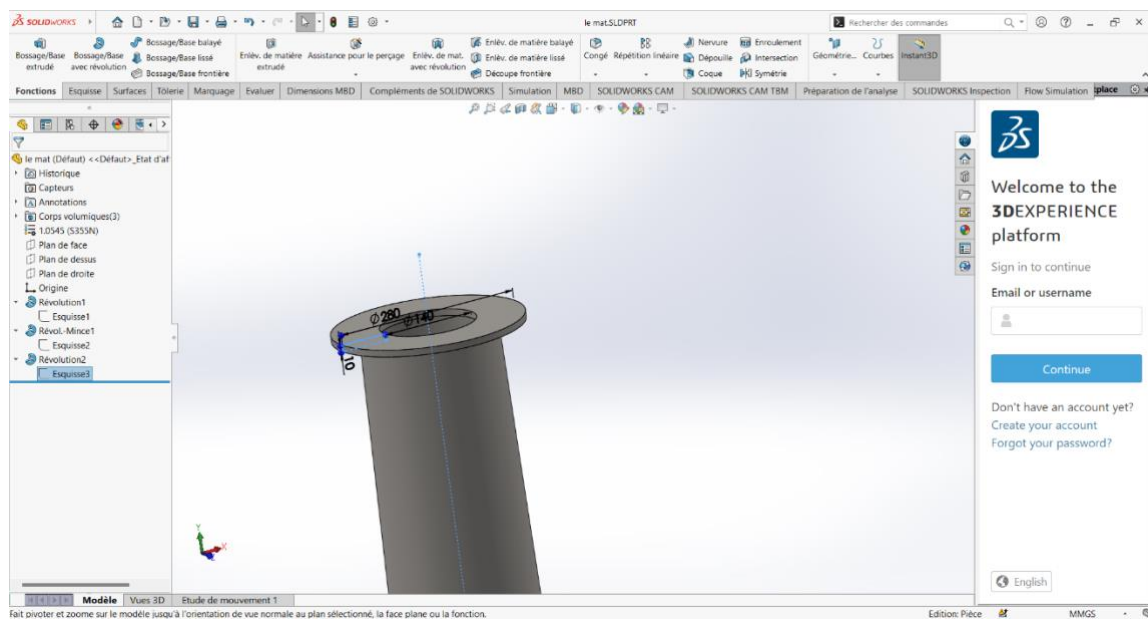 SOLIDWORKS
le mat.SLDPRT
Rechercher des commandes
Bossage/Base extrudé
Bossage/Base avec révolution
Bossage/Base balayé
Bossage/Base lissé
Bossage/Base frontière
Enlèv. de matière extrudé
Assistance pour le perçage
Enlèv. de mat. avec révolution
Enlèv. de matière balayé
Enlèv. de matière lissé
Découpe frontière
Congé
Répétition linéaire
Nervure
Dépouille
Coque
Enroulement
Intersection
Symétrie
Géométrie...
Courbes
Instant3D
Fonctions Esquisse Surfaces Tôlerie Marquage Evaluer Dimensions MBD Compléments de SOLIDWORKS Simulation MBD SOLIDWORKS CAM SOLIDWORKS CAM TBM Préparation de l'analyse SOLIDWORKS Inspection Flow Simulation place
le mat (Défaut) <<Défaut>_Etat d'af
Historique
Capteurs
Annotations
Corps volumiques(3)
1.0545 (S355N)
Plan de face
Plan de dessus
Plan de droite
Origine
Révolution1
Esquisse1
Révol.-Mince1
Esquisse2
Révolution2
Esquisse3
Ø280
Ø140
10
Y
X
3DS
Welcome to the
3DEXPERIENCE
platform
Sign in to continue
Email or username
Continue
Don't have an account yet?
Create your account
Forgot your password?
English
Modèle Vues 3D Etude de mouvement 1
Fait pivoter et zoome sur le modèle jusqu'à l'orientation de vue normale au plan sélectionné, la face plane ou la fonction.
Edition: Pièce
MMGS